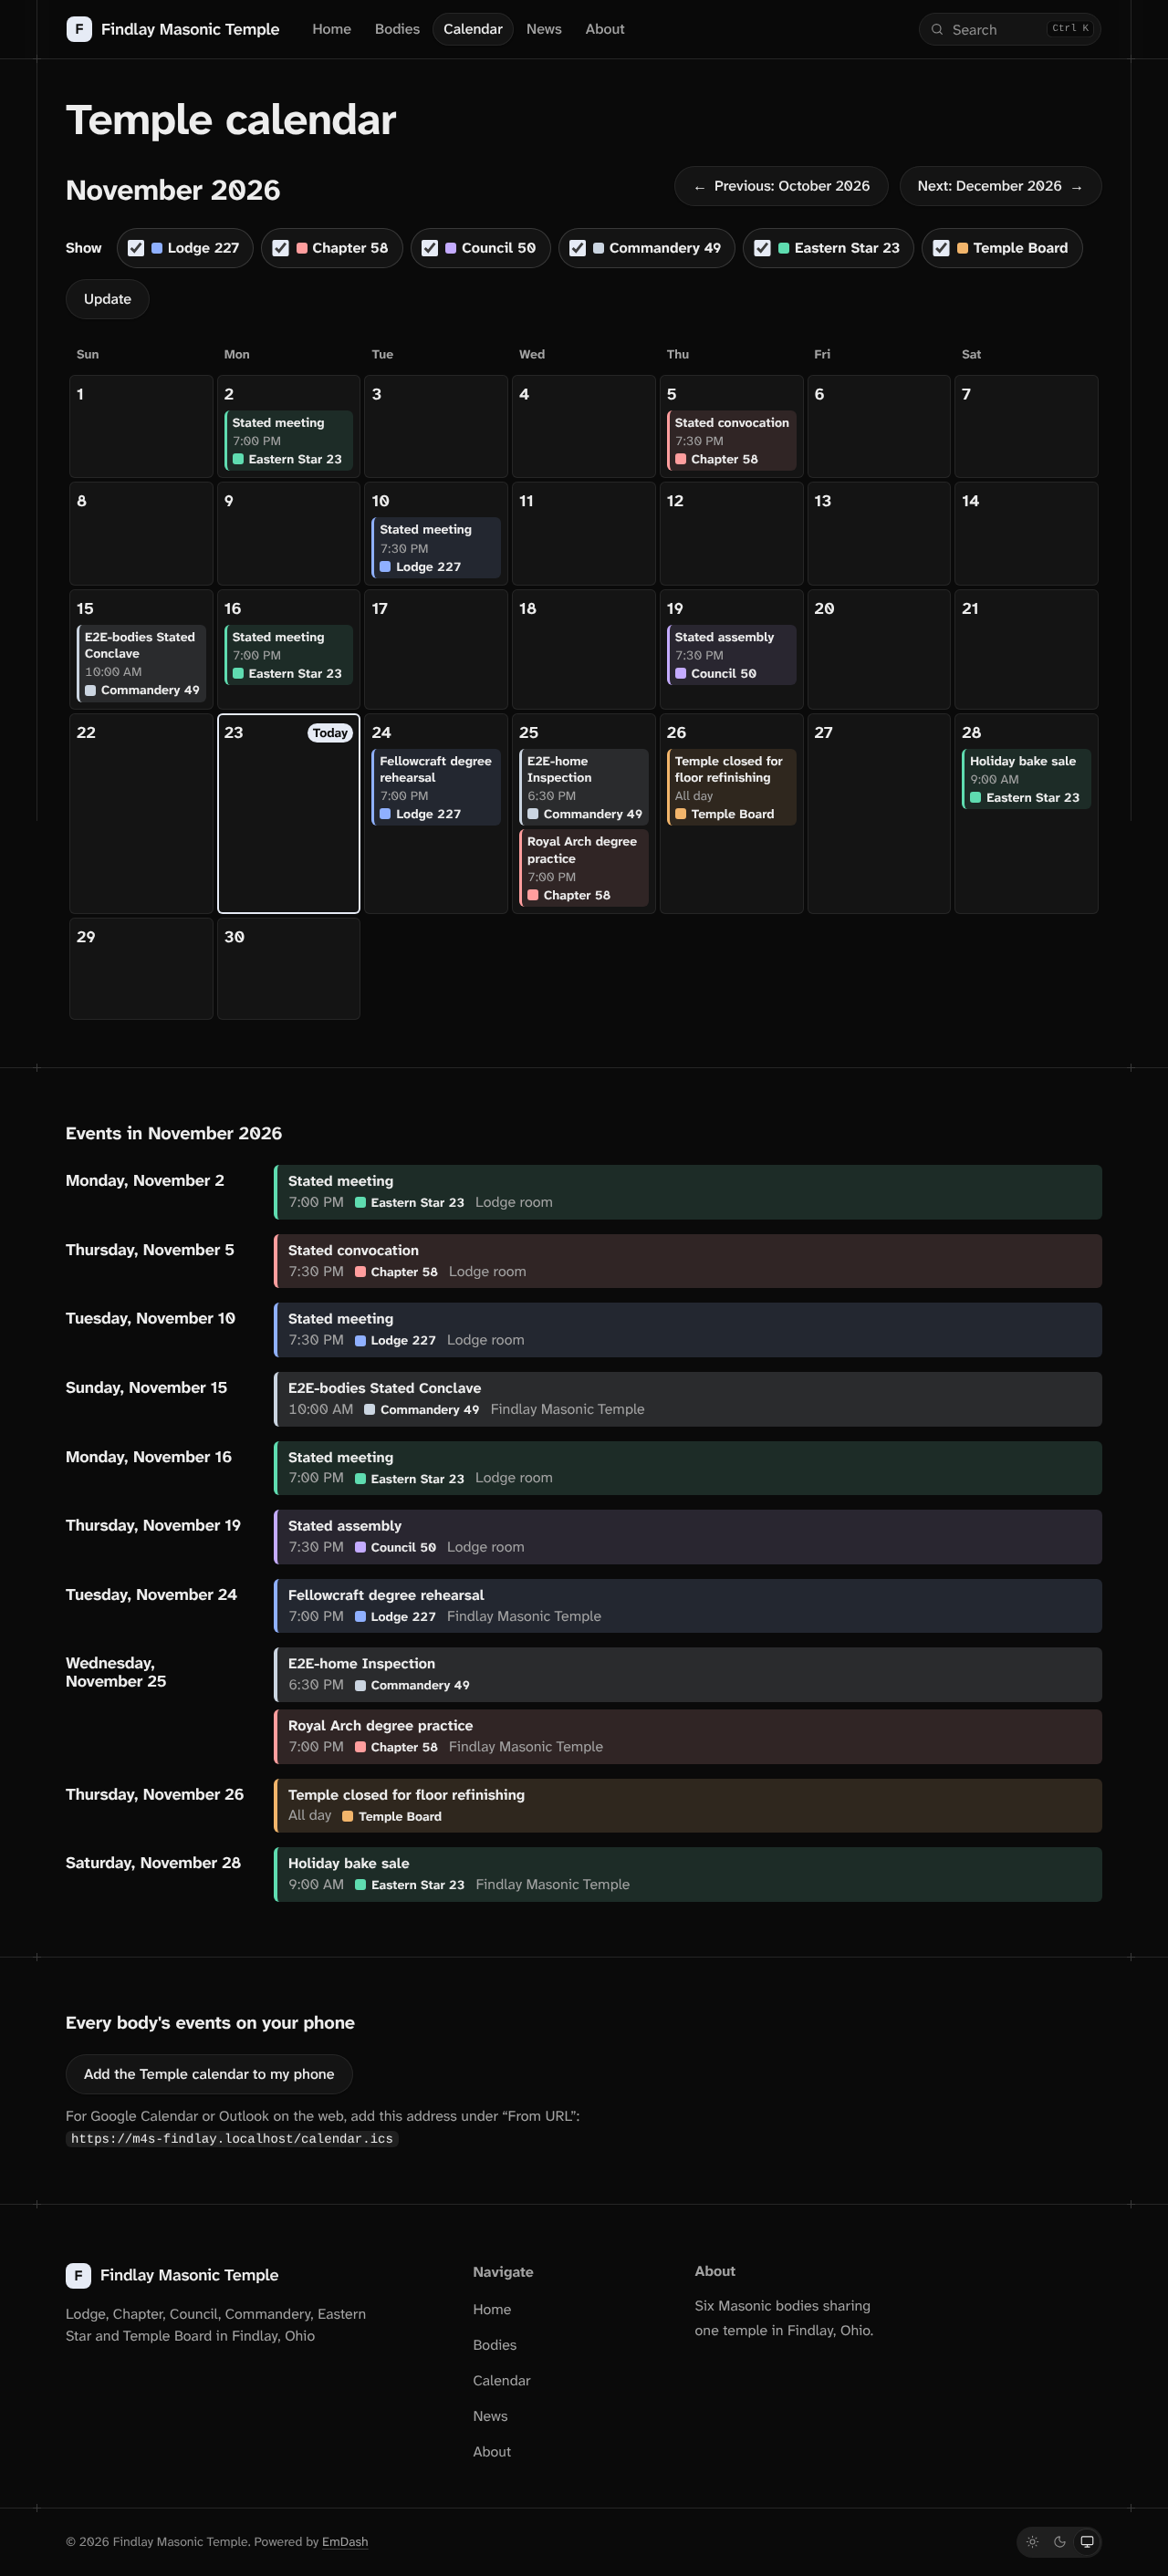 F Findlay Masonic Temple Home Bodies Calendar News About Search Ctrl K
Temple calendar
November 2026
← Previous: October 2026 Next: December 2026 →
Show Lodge 227 Chapter 58 Council 50 Commandery 49 Eastern Star 23 Temple Board
Update
Sun Mon Tue Wed Thu Fri Sat
1 2 3 4 5 6 7
Stated meeting
7:00 PM
Eastern Star 23
Stated convocation
7:30 PM
Chapter 58
8 9 10 11 12 13 14
Stated meeting
7:30 PM
Lodge 227
15 16 17 18 19 20 21
E2E-bodies Stated
Conclave
10:00 AM
Commandery 49
Stated meeting
7:00 PM
Eastern Star 23
Stated assembly
7:30 PM
Council 50
22 23 Today 24 25 26 27 28
Fellowcraft degree
rehearsal
7:00 PM
Lodge 227
E2E-home
Inspection
6:30 PM
Commandery 49
Royal Arch degree
practice
7:00 PM
Chapter 58
Temple closed for
floor refinishing
All day
Temple Board
Holiday bake sale
9:00 AM
Eastern Star 23
29 30
Events in November 2026
Monday, November 2
Stated meeting
7:00 PM Eastern Star 23 Lodge room
Thursday, November 5
Stated convocation
7:30 PM Chapter 58 Lodge room
Tuesday, November 10
Stated meeting
7:30 PM Lodge 227 Lodge room
Sunday, November 15
E2E-bodies Stated Conclave
10:00 AM Commandery 49 Findlay Masonic Temple
Monday, November 16
Stated meeting
7:00 PM Eastern Star 23 Lodge room
Thursday, November 19
Stated assembly
7:30 PM Council 50 Lodge room
Tuesday, November 24
Fellowcraft degree rehearsal
7:00 PM Lodge 227 Findlay Masonic Temple
Wednesday,
November 25
E2E-home Inspection
6:30 PM Commandery 49
Royal Arch degree practice
7:00 PM Chapter 58 Findlay Masonic Temple
Thursday, November 26
Temple closed for floor refinishing
All day Temple Board
Saturday, November 28
Holiday bake sale
9:00 AM Eastern Star 23 Findlay Masonic Temple
Every body's events on your phone
Add the Temple calendar to my phone
For Google Calendar or Outlook on the web, add this address under “From URL”:
https://m4s-findlay.localhost/calendar.ics
F Findlay Masonic Temple
Lodge, Chapter, Council, Commandery, Eastern
Star and Temple Board in Findlay, Ohio
Navigate
Home
Bodies
Calendar
News
About
About
Six Masonic bodies sharing
one temple in Findlay, Ohio.
© 2026 Findlay Masonic Temple. Powered by EmDash